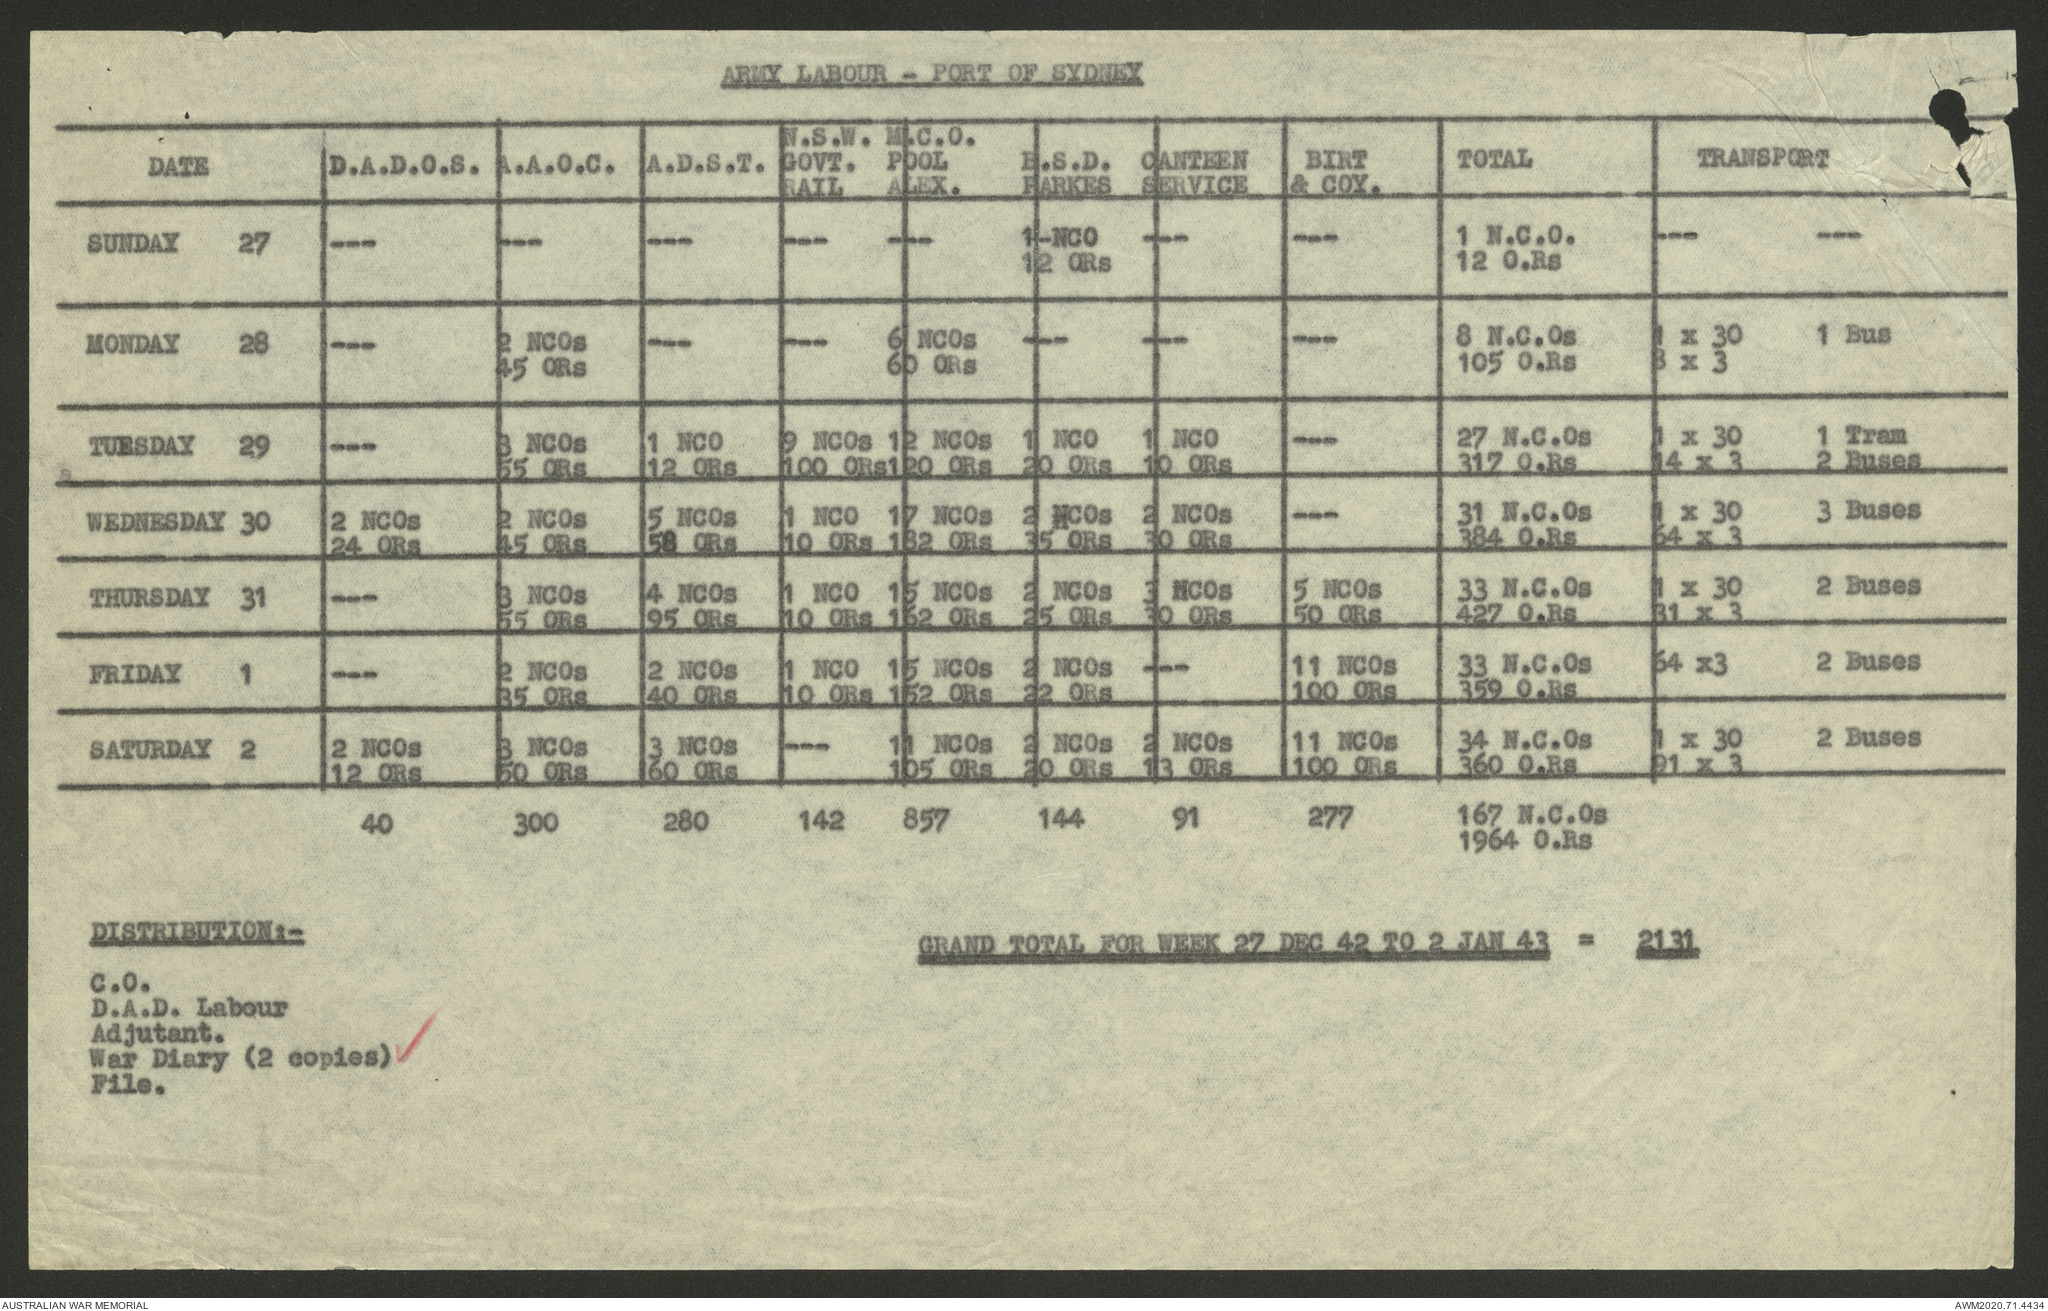 ARMY LABOUR - PORT OF SYDNEY
N.S.W. M.C.O.
DATE D.A.D.O.S. A.A.O.C. A.D.S.T. GOVT. POOL B.S.D. CANTEEN BIRT TOTAL TRANSPORT
RAIL ALEX. PARKES SERVICE & COY.
SUNDAY 27 --- --- --- --- --- 1-NCO --- --- 1 N.C.O. --- ---
12 ORs 12 O.Rs
MONDAY 28 --- 2 NCOs --- --- 6 NCOs --- --- --- 8 N.C.Os 1 x 30 1 Bus
45 ORs 60 ORs 105 O.Rs 8 x 3
TUESDAY 29 --- 3 NCOs 1 NCO 9 NCOs 12 NCOs 1 NCO 1 NCO --- 27 N.C.Os 1 x 30 1 Tram
55 ORs 12 ORs 100 ORs 120 ORs 20 ORs 10 ORs 317 O.Rs 14 x 3 2 Buses
WEDNESDAY 30 2 NCOs 2 NCOs 5 NCOs 1 NCO 17 NCOs 2 NCOs 2 NCOs --- 31 N.C.Os 1 x 30 3 Buses
24 ORs 45 ORs 58 ORs 10 ORs 182 ORs 35 ORs 30 ORs 384 O.Rs 64 x 3
THURSDAY 31 --- 3 NCOs 4 NCOs 1 NCO 15 NCOs 2 NCOs 3 NCOs 5 NCOs 33 N.C.Os 1 x 30 2 Buses
55 ORs 95 ORs 10 ORs 162 ORs 25 ORs 30 ORs 50 ORs 427 O.Rs 31 x 3
FRIDAY 1 --- 2 NCOs 2 NCOs 1 NCO 15 NCOs 2 NCOs --- 11 NCOs 33 N.C.Os 64 x3 2 Buses
35 ORs 40 ORs 10 ORs 152 ORs 22 ORs 100 ORs 359 O.Rs
SATURDAY 2 2 NCOs 3 NCOs 3 NCOs --- 11 NCOs 2 NCOs 2 NCOs 11 NCOs 34 N.C.Os 1 x 30 2 Buses
12 ORs 50 ORs 60 ORs 105 ORs 20 ORs 13 ORs 100 ORs 360 O.Rs 91 x 3
40 300 280 142 857 144 91 277 167 N.C.Os
1964 O.Rs
DISTRIBUTION:-
GRAND TOTAL FOR WEEK 27 DEC 42 TO 2 JAN 43 = 2131
C.O.
D.A.D. Labour
Adjutant.
War Diary (2 copies)
File.
AUSTRALIAN WAR MEMORIAL AWM2020.71.4434